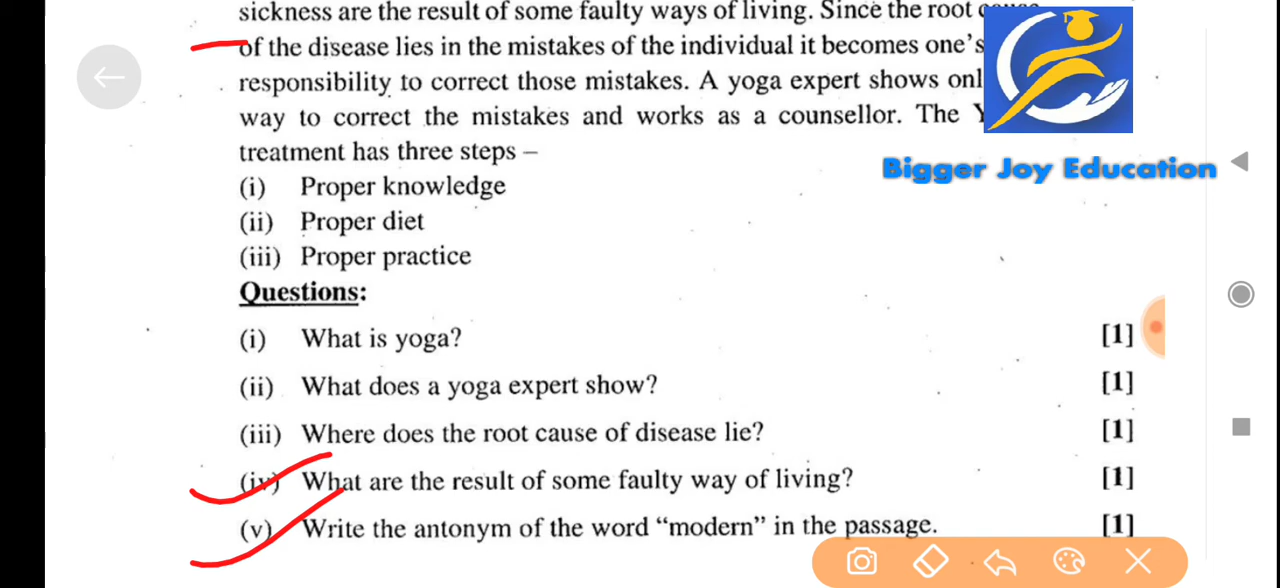 sickness are the result of some faulty ways of living. Since the root
of the disease lies in the mistakes of the individual it becomes one's
responsibility to correct those mistakes. A yoga expert shows
way to correct the mistakes and works as a counsellor. The
treatment has three steps –
(i) Proper knowledge
(ii) Proper diet
(iii) Proper practice
Bigger Joy Education
Questions:
(i) What is yoga? [1]
(ii) What does a yoga expert show? [1]
(iii) Where does the root cause of disease lie? [1]
(iv) What are the result of some faulty way of living? [1]
(v) Write the antonym of the word "modern" in the passage. [1]